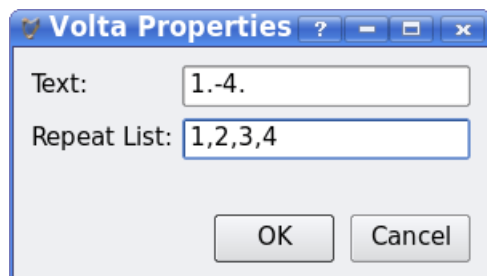 Volta Properties
Text: 1.-4.
Repeat List: 1,2,3,4
OK Cancel